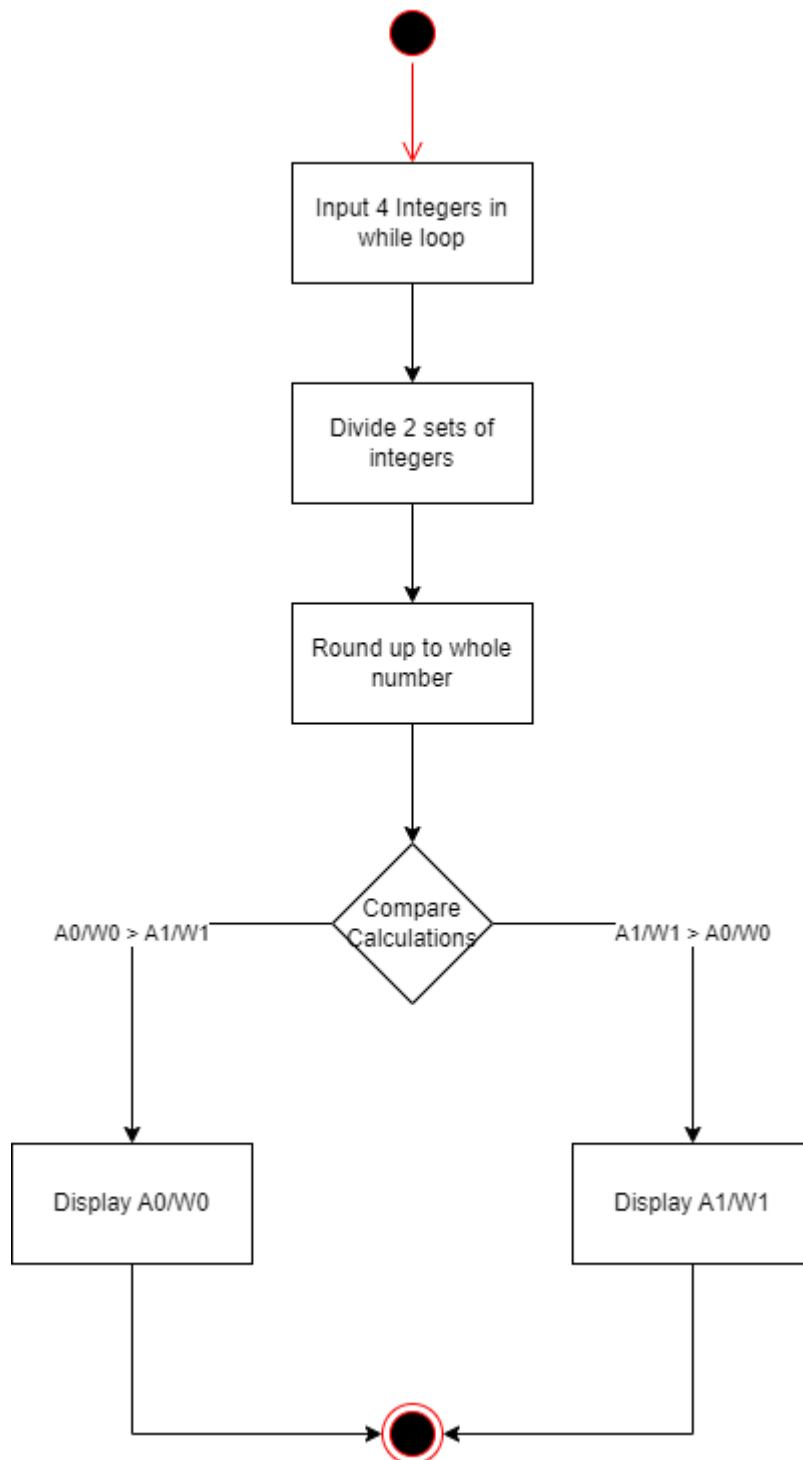 Input 4 Integers in
while loop
Divide 2 sets of
integers
Round up to whole
number
Compare
Calculations
A0/W0 > A1/W1
A1/W1 > A0/W0
Display A0/W0
Display A1/W1